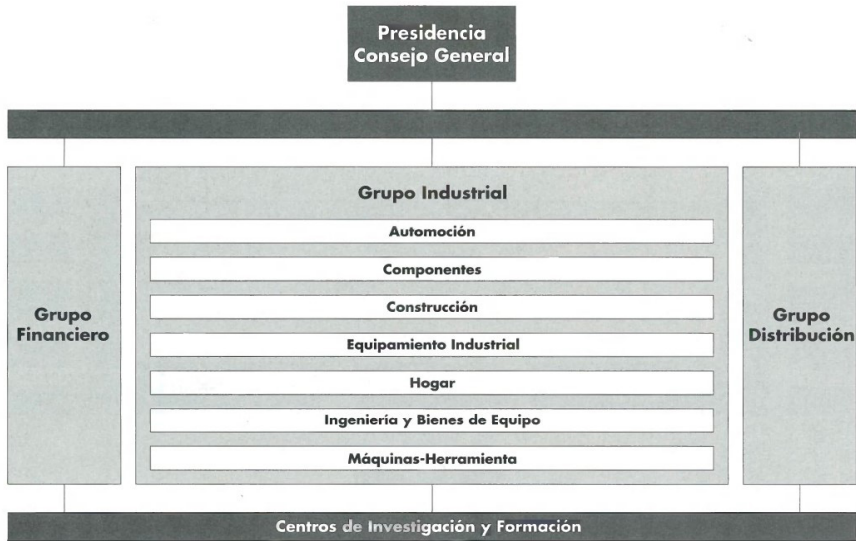 Presidencia
Consejo General
Grupo
Financiero
Grupo Industrial
Automoción
Componentes
Construcción
Equipamiento Industrial
Hogar
Ingeniería y Bienes de Equipo
Máquinas-Herramienta
Grupo
Distribución
Centros de Investigación y Formación